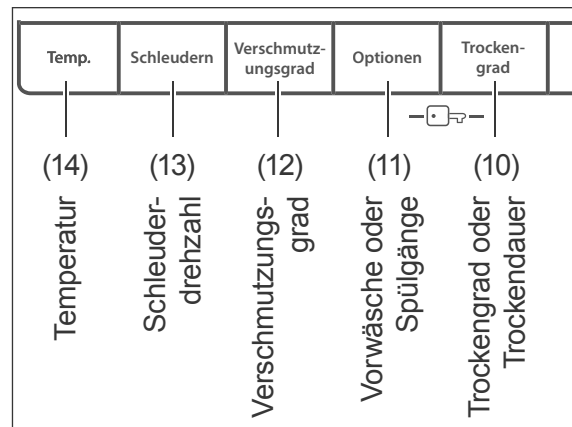 Temp.
Schleudern
Verschmutz-
ungsgrad
Optionen
Trocken-
grad
(14)
(13)
(12)
(11)
(10)
Temperatur
Schleuder-
drehzahl
Verschmutzungs-
grad
Vorwäsche oder
Spülgänge
Trockengrad oder
Trockendauer